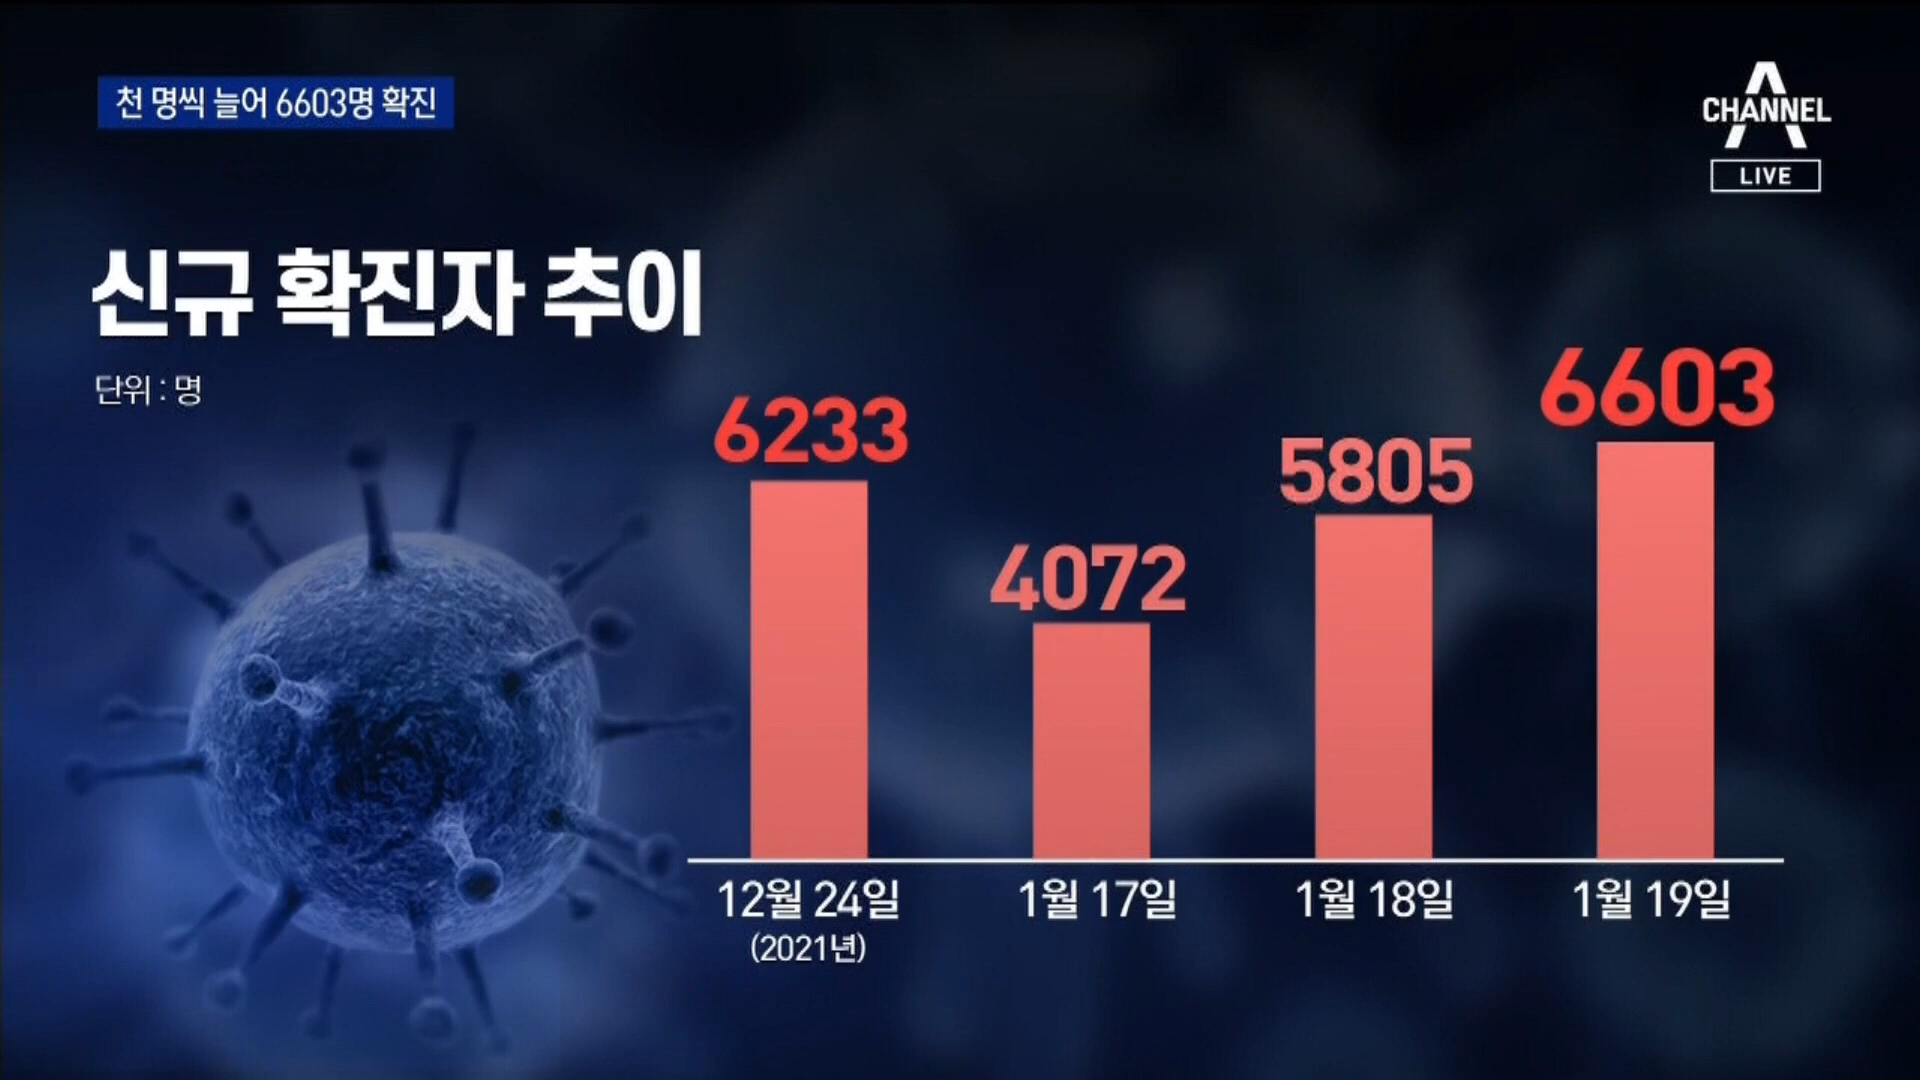 천 명씩 늘어 6603명 확진
CHANNEL A
LIVE
신규 확진자 추이
단위 : 명
6233
4072
5805
6603
12월 24일
(2021년)
1월 17일
1월 18일
1월 19일